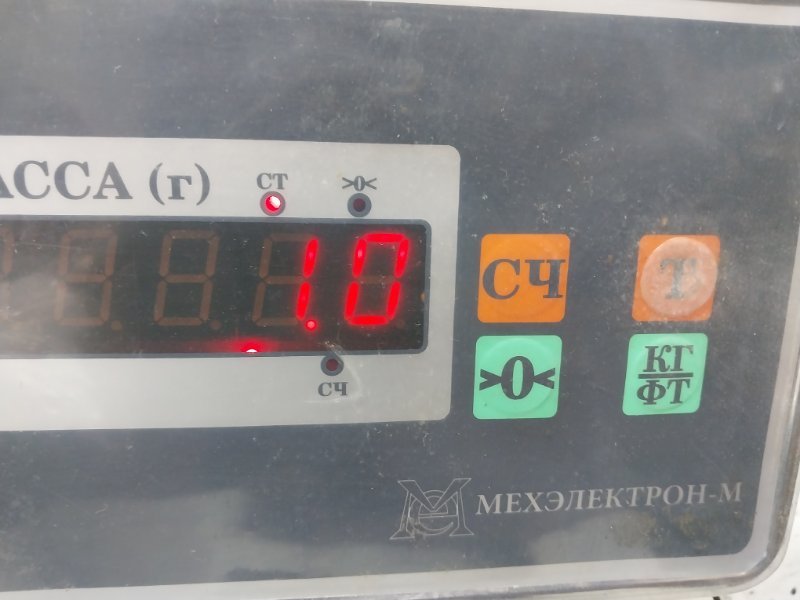 АССА (г)
СТ
>0<
1.0
СЧ
СЧ
Т
>0<
КГ
ФТ
МЕХЭЛЕКТРОН-М